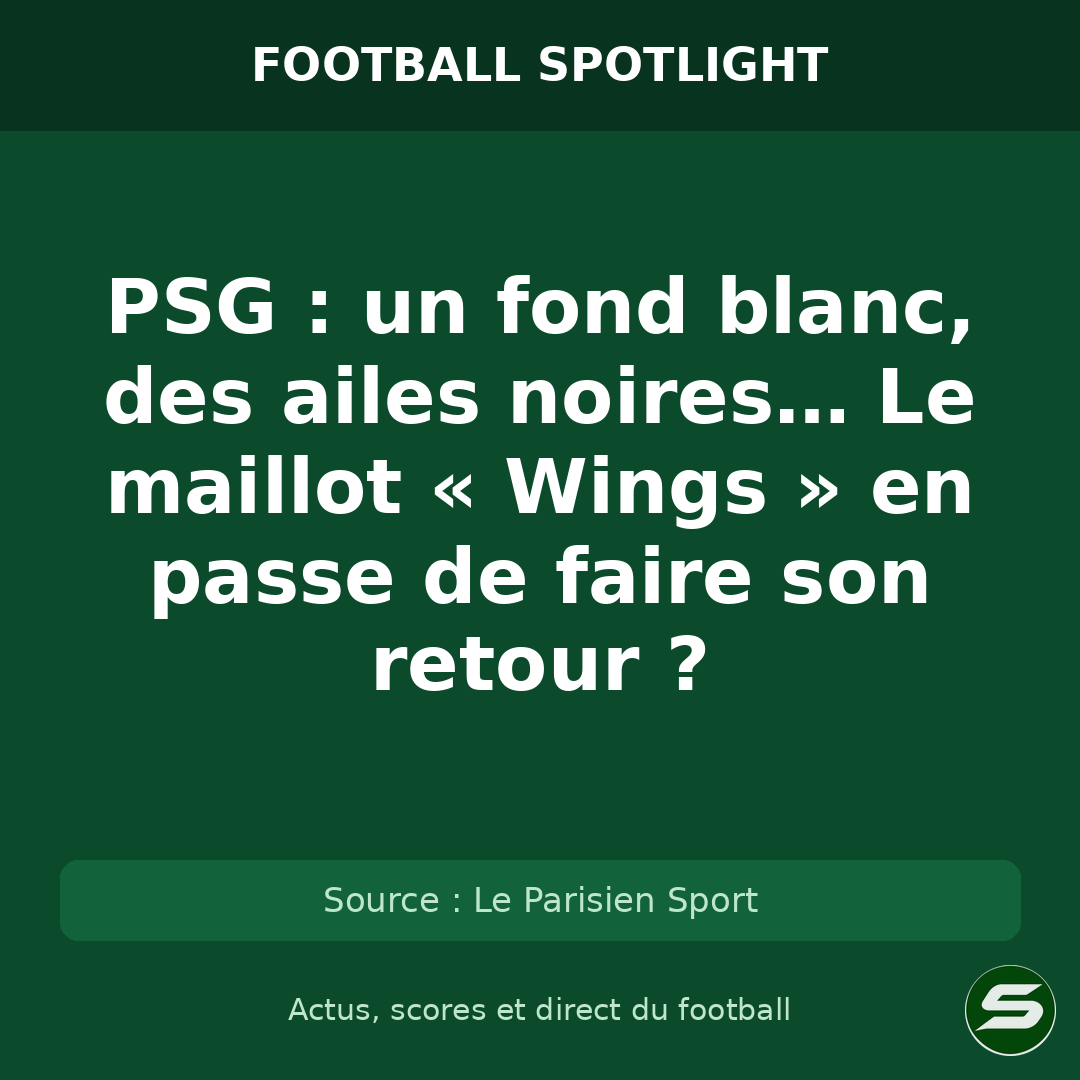 FOOTBALL SPOTLIGHT
PSG : un fond blanc,
des ailes noires… Le
maillot « Wings » en
passe de faire son
retour ?
Source : Le Parisien Sport
Actus, scores et direct du football
S